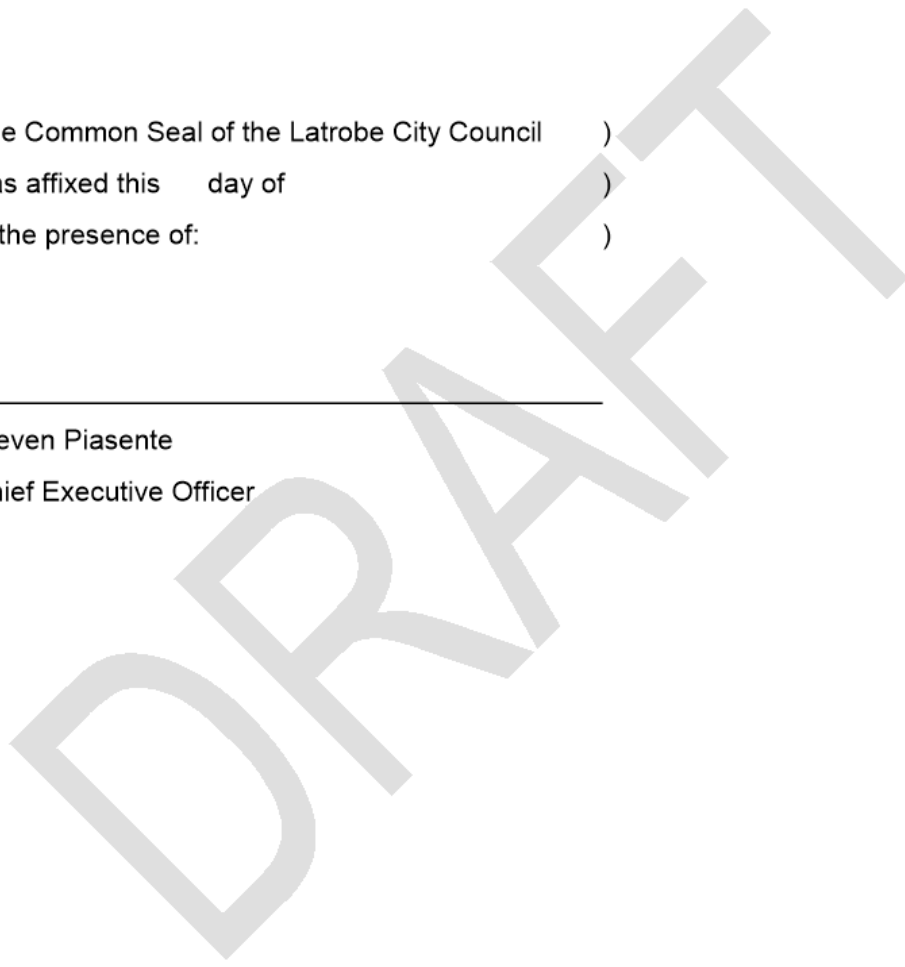 e Common Seal of the Latrobe City Council )
s affixed this day of )
the presence of: )
even Piasente
ief Executive Officer
DRAFT